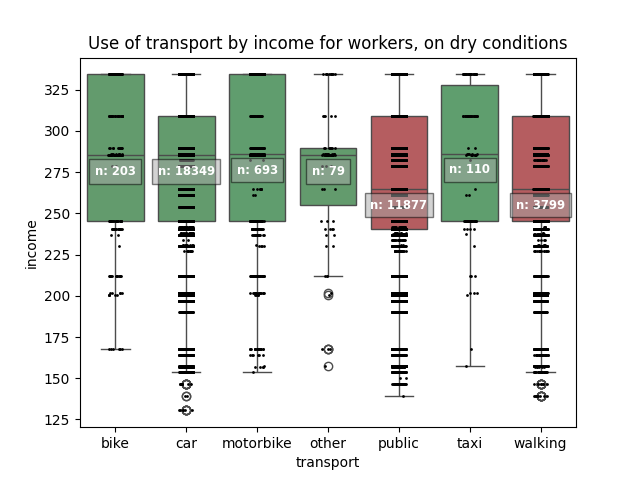 Use of transport by income for workers, on dry conditions
income
325
300
275
250
225
200
175
150
125
n: 203
n: 18349
n: 693
n: 79
n: 11877
n: 110
n: 3799
bike
car
motorbike
other
public
taxi
walking
transport